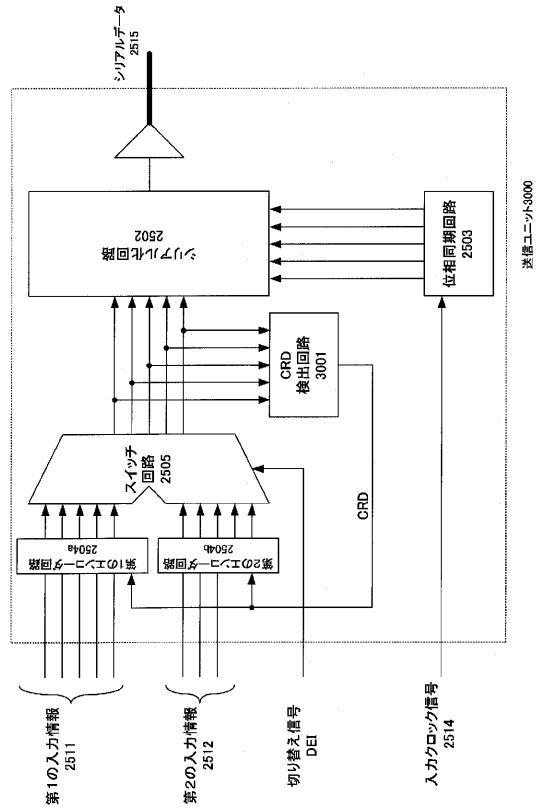 シリアルデータ
2515
シリアル化回路
2502
位相同期回路
2503
送信ユニット3000
CRD
検出回路
3001
スイッチ
回路
2505
CRD
第1のエンコーダ回路
2504a
第2のエンコーダ回路
2504b
第1の入力情報
2511
第2の入力情報
2512
切り替え信号
DEI
入力クロック信号
2514